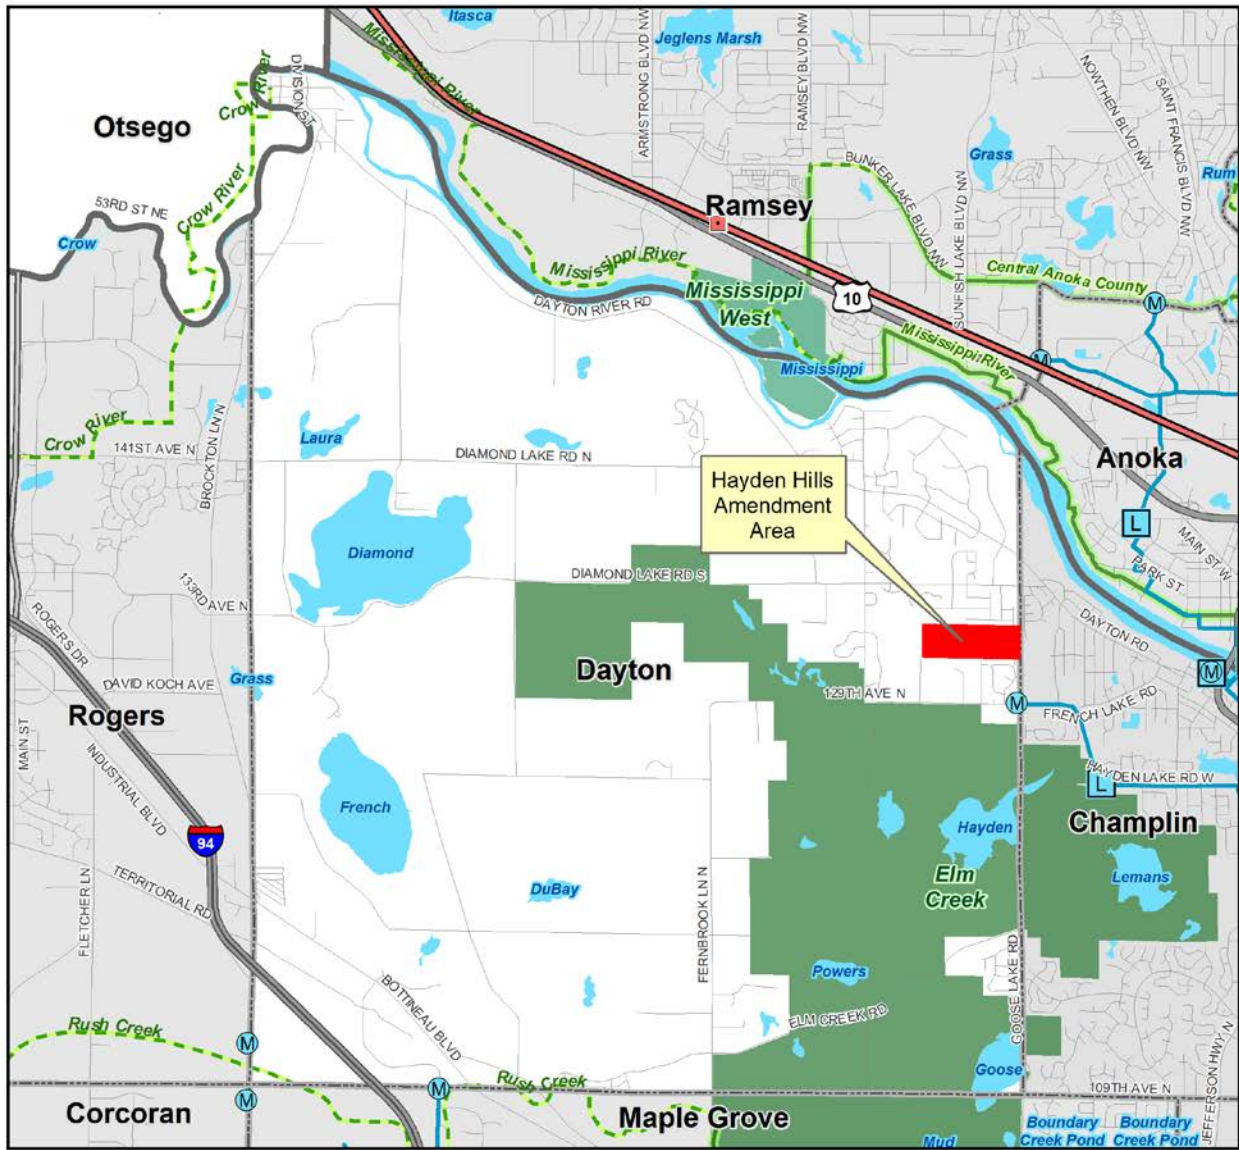 Itasca
Jeglens Marsh
ARMSTRONG BLVD NW
RAMSEY BLVD NW
NOWTHEN BLVD NW
SAINT FRANCIS BLVD NW
Mississippi River
Crow River
DIVISION ST
Otsego
Grass
Rum
BUNKER LAKE BLVD NW
SUNFISH LAKE BLVD NW
Crow River
53RD ST NE
Crow River
Crow
Ramsey
Central Anoka County
M
Mississippi River
10
DAYTON RIVER RD
Mississippi
West
Mississippi River
M
Mississippi
Crow River
141ST AVE N
BROCKTON LN N
Laura
DIAMOND LAKE RD N
Anoka
Hayden Hills
Amendment
Area
L
MAIN ST W
PARK ST
Diamond
DIAMOND LAKE RD S
133RD AVE N
ROGERS DR
DAYTON RD
Dayton
M
DAVID KOCH AVE
Grass
129TH AVE N
M
FRENCH LAKE RD
Rogers
MAIN ST
INDUSTRIAL BLVD
HAYDEN LAKE RD W
L
French
94
Hayden
Champlin
Elm
Creek
Lemans
TERRITORIAL RD
FLETCHER LN
DuBay
FERNBROOK LN N
Powers
GOOSE LAKE RD
BOTTINEAU BLVD
ELM CREEK RD
Rush Creek
M
Goose
JEFFERSON HWY N
M
Rush Creek
109TH AVE N
M
Corcoran
Maple Grove
Mud
Boundary
Creek Pond
Boundary
Creek Pond